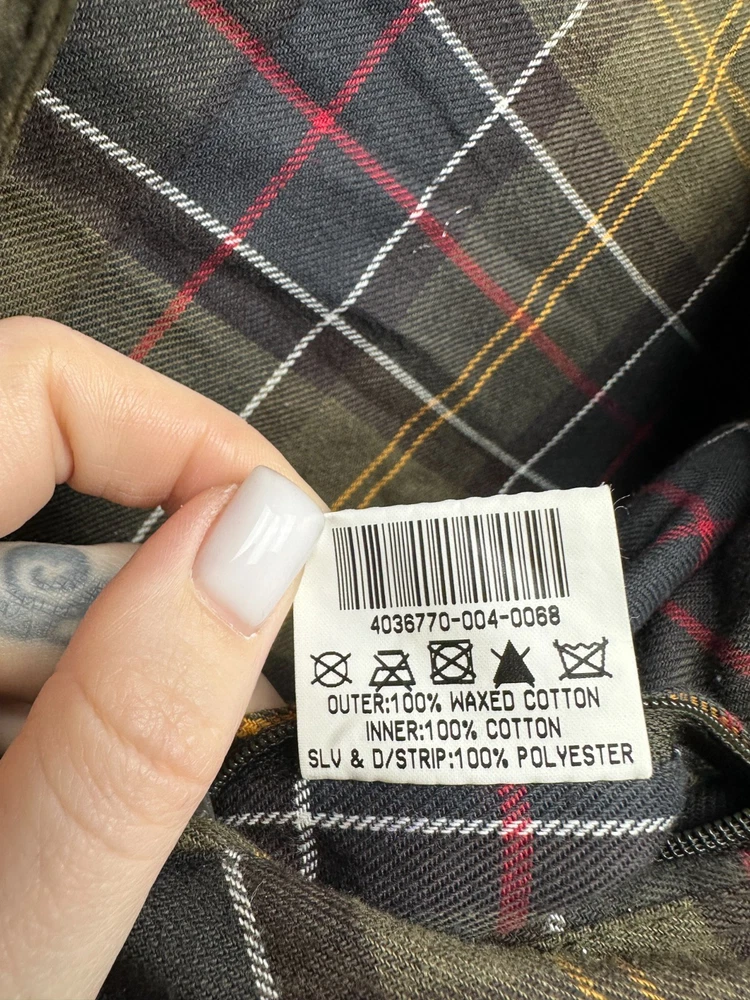 4036770-004-0068
OUTER:100% WAXED COTTON
INNER:100% COTTON
SLV & D/STRIP:100% POLYESTER